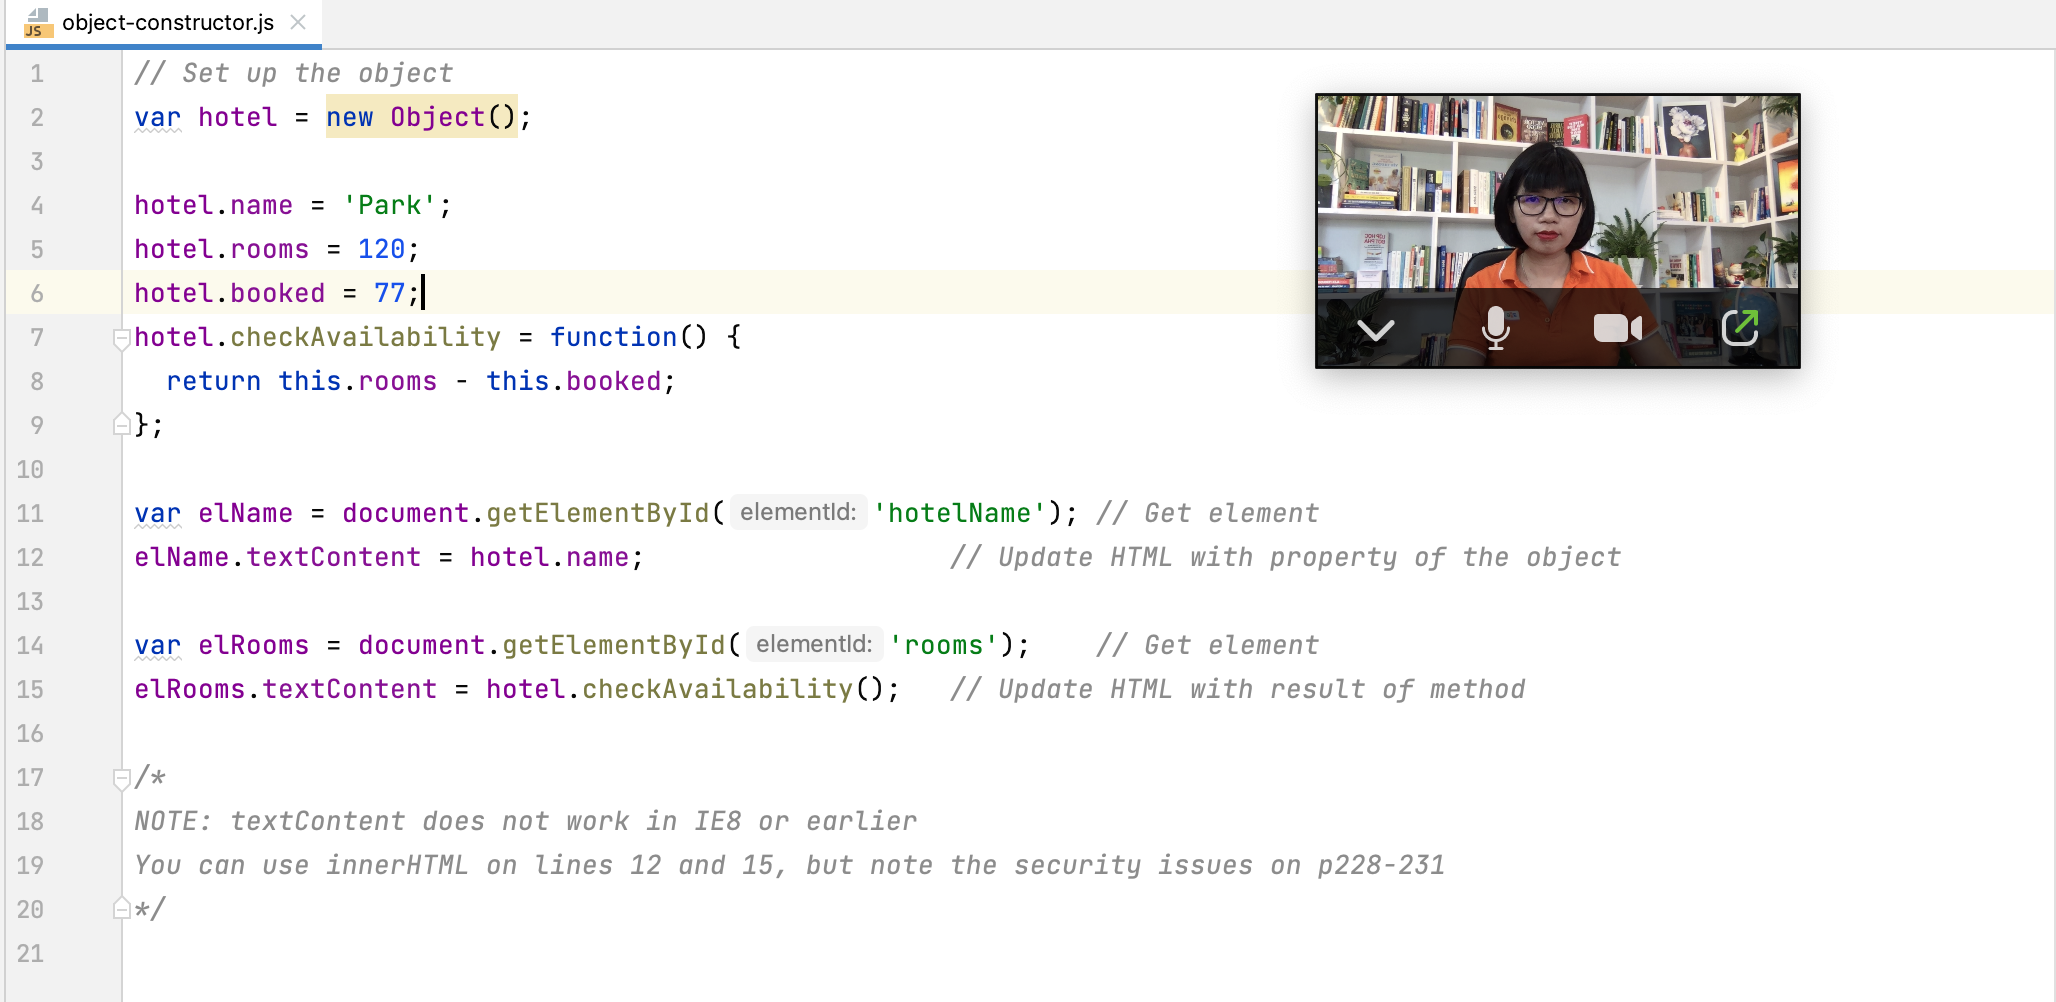 JS object-constructor.js
1 // Set up the object
2 var hotel = new Object();
3
4 hotel.name = 'Park';
5 hotel.rooms = 120;
6 hotel.booked = 77;
7 hotel.checkAvailability = function() {
8 return this.rooms - this.booked;
9 };
10
11 var elName = document.getElementById( elementId: 'hotelName'); // Get element
12 elName.textContent = hotel.name; // Update HTML with property of the object
13
14 var elRooms = document.getElementById( elementId: 'rooms'); // Get element
15 elRooms.textContent = hotel.checkAvailability(); // Update HTML with result of method
16
17 /*
18 NOTE: textContent does not work in IE8 or earlier
19 You can use innerHTML on lines 12 and 15, but note the security issues on p228-231
20 */
21